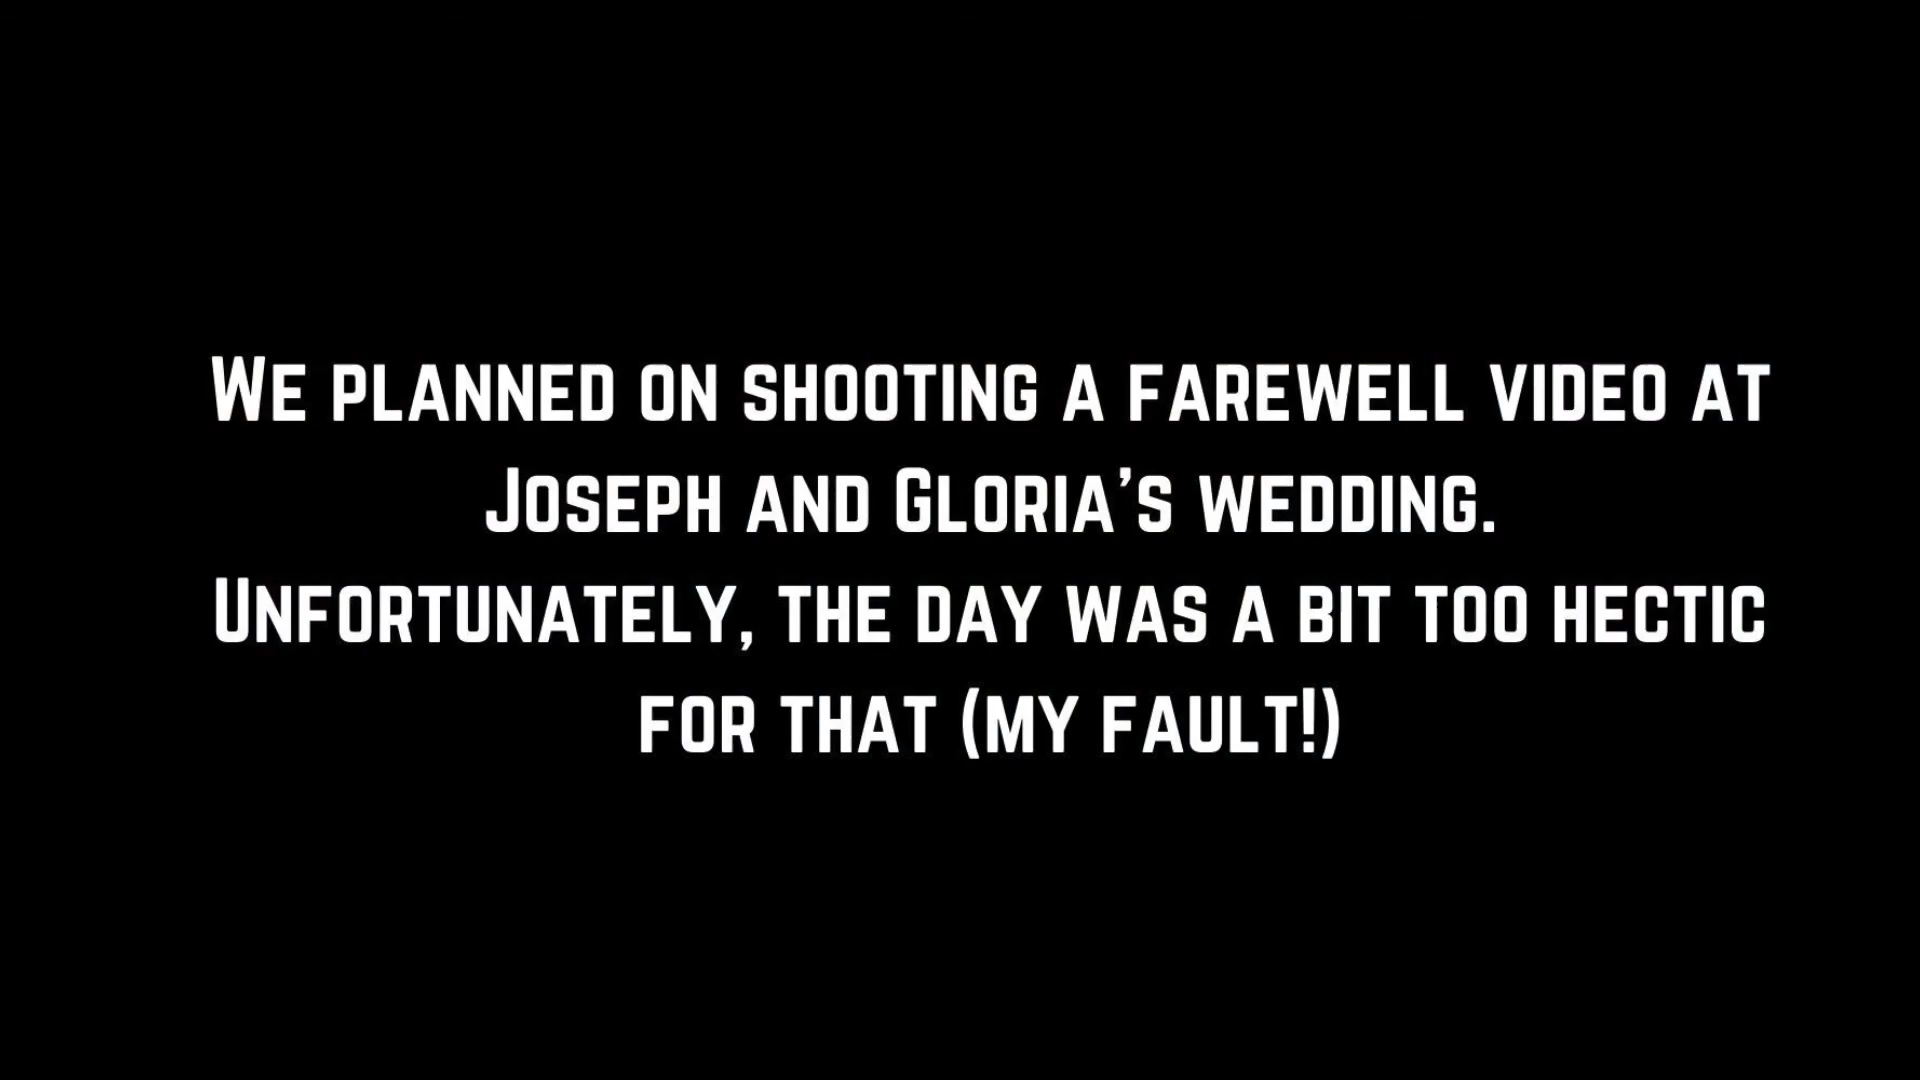 We planned on shooting a farewell video at
Joseph and Gloria's wedding.
Unfortunately, the day was a bit too hectic
for that (my fault!)